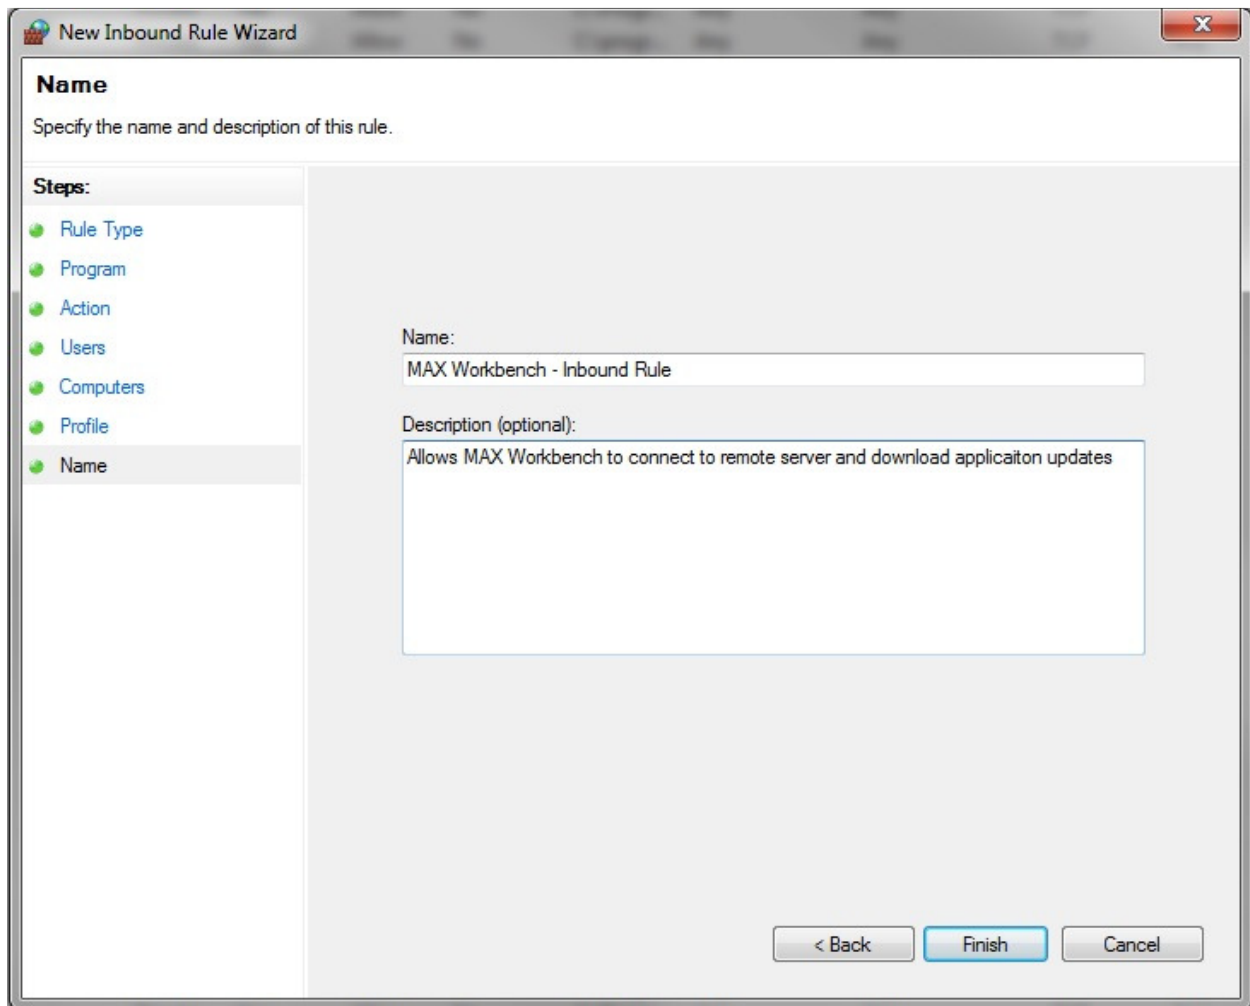 New Inbound Rule Wizard
Name
Specify the name and description of this rule.
Steps:
Rule Type
Program
Action
Users
Computers
Profile
Name
Name:
MAX Workbench - Inbound Rule
Description (optional):
Allows MAX Workbench to connect to remote server and download applicaiton updates
< Back
Finish
Cancel